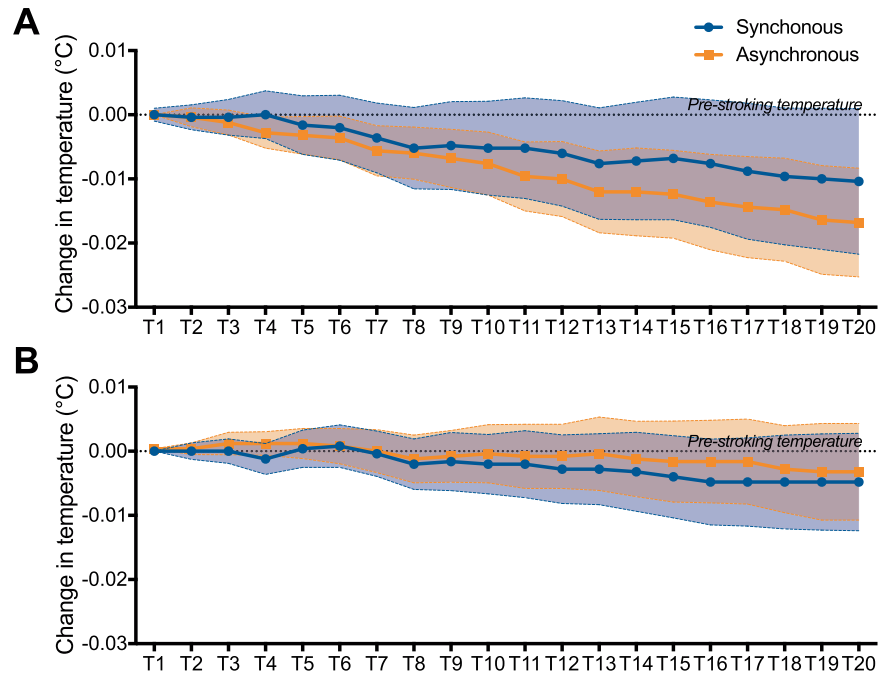 A
Synchonous
Asynchronous
Change in temperature (°C)
0.01
0.00
-0.01
-0.02
-0.03
Pre-stroking temperature
T1 T2 T3 T4 T5 T6 T7 T8 T9 T10 T11 T12 T13 T14 T15 T16 T17 T18 T19 T20
B
Change in temperature (°C)
0.01
0.00
-0.01
-0.02
-0.03
Pre-stroking temperature
T1 T2 T3 T4 T5 T6 T7 T8 T9 T10 T11 T12 T13 T14 T15 T16 T17 T18 T19 T20